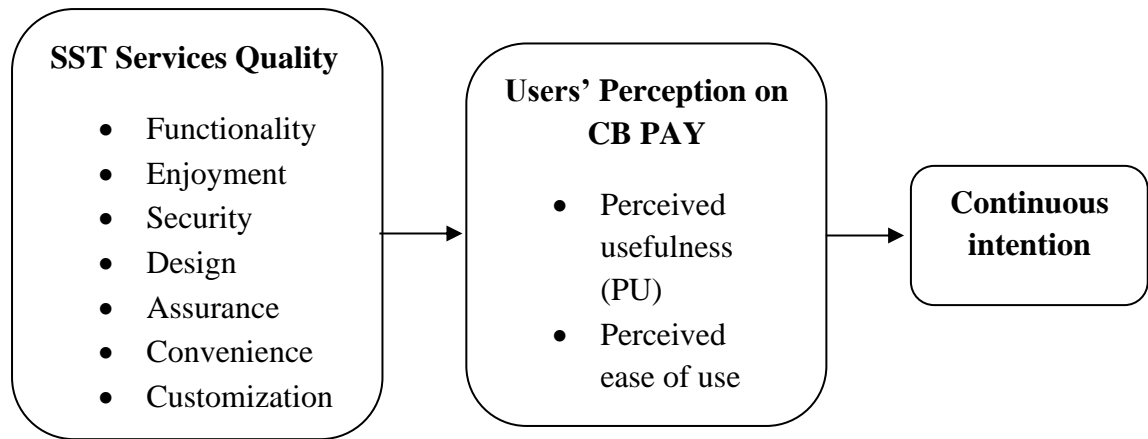 SST Services Quality
• Functionality
• Enjoyment
• Security
• Design
• Assurance
• Convenience
• Customization
Users’ Perception on
CB PAY
• Perceived
usefulness
(PU)
• Perceived
ease of use
Continuous
intention